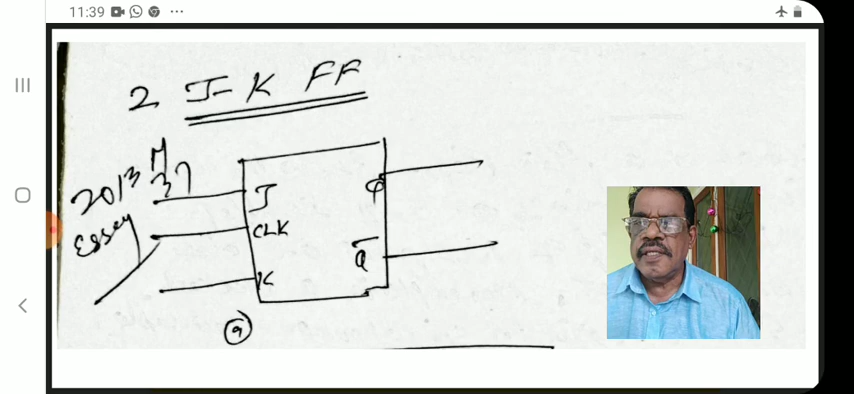 11:39
2 J-K FF
2013 M
37
Essay
J
CLK
K
Q
Q̅
(a)